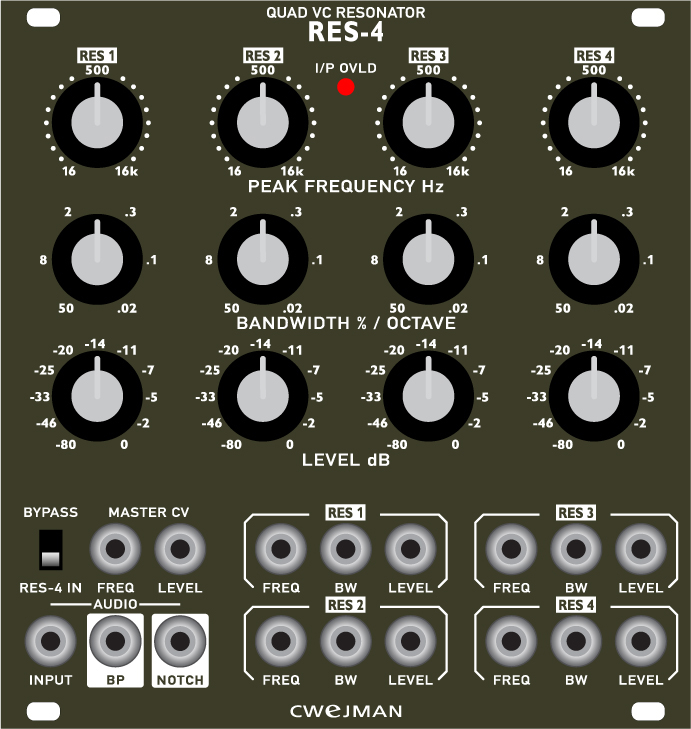 QUAD VC RESONATOR
RES-4
RES 1 RES 2 I/P OVLD RES 3 RES 4
500 500 500 500
16 16k 16 16k 16 16k 16 16k
PEAK FREQUENCY Hz
2 .3 2 .3 2 .3 2 .3
8 .1 8 .1 8 .1 8 .1
50 .02 50 .02 50 .02 50 .02
BANDWIDTH % / OCTAVE
-14 -14 -14 -14
-20 -11 -20 -11 -20 -11 -20 -11
-25 -7 -25 -7 -25 -7 -25 -7
-33 -5 -33 -5 -33 -5 -33 -5
-46 -2 -46 -2 -46 -2 -46 -2
-80 0 -80 0 -80 0 -80 0
LEVEL dB
BYPASS MASTER CV RES 1 RES 3
RES-4 IN FREQ LEVEL FREQ BW LEVEL FREQ BW LEVEL
AUDIO RES 2 RES 4
INPUT BP NOTCH FREQ BW LEVEL FREQ BW LEVEL
CWeJMAN